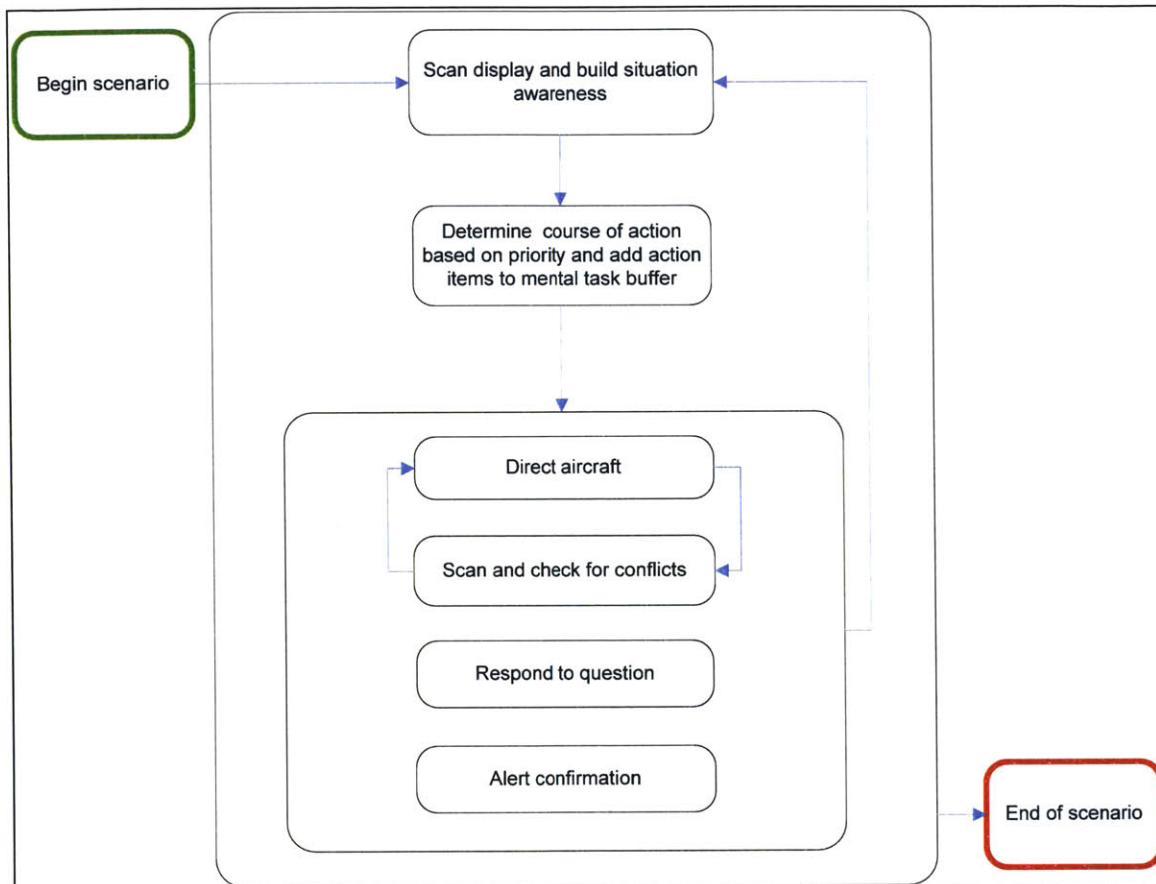 Begin scenario
Scan display and build situation
awareness
Determine course of action
based on priority and add action
items to mental task buffer
Direct aircraft
Scan and check for conflicts
Respond to question
Alert confirmation
End of scenario